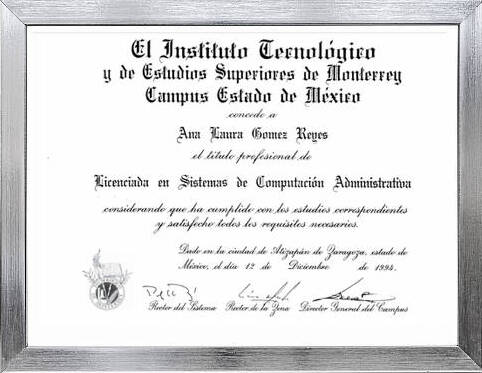 El Instituto Tecnológico
y de Estudios Superiores de Monterrey
Campus Estado de México
concede a
Ana Laura Gomez Reyes
el título profesional de
Licenciada en Sistemas de Computación Administrativa
considerando que ha cumplido con los estudios correspondientes
y satisfecho todos los requisitos necesarios.
Dado en la ciudad de Atizapán de Zaragoza, estado de
México, el día 12 de Diciembre de 1994.
Rector del Sistema Rector de la Zona Director General del Campus